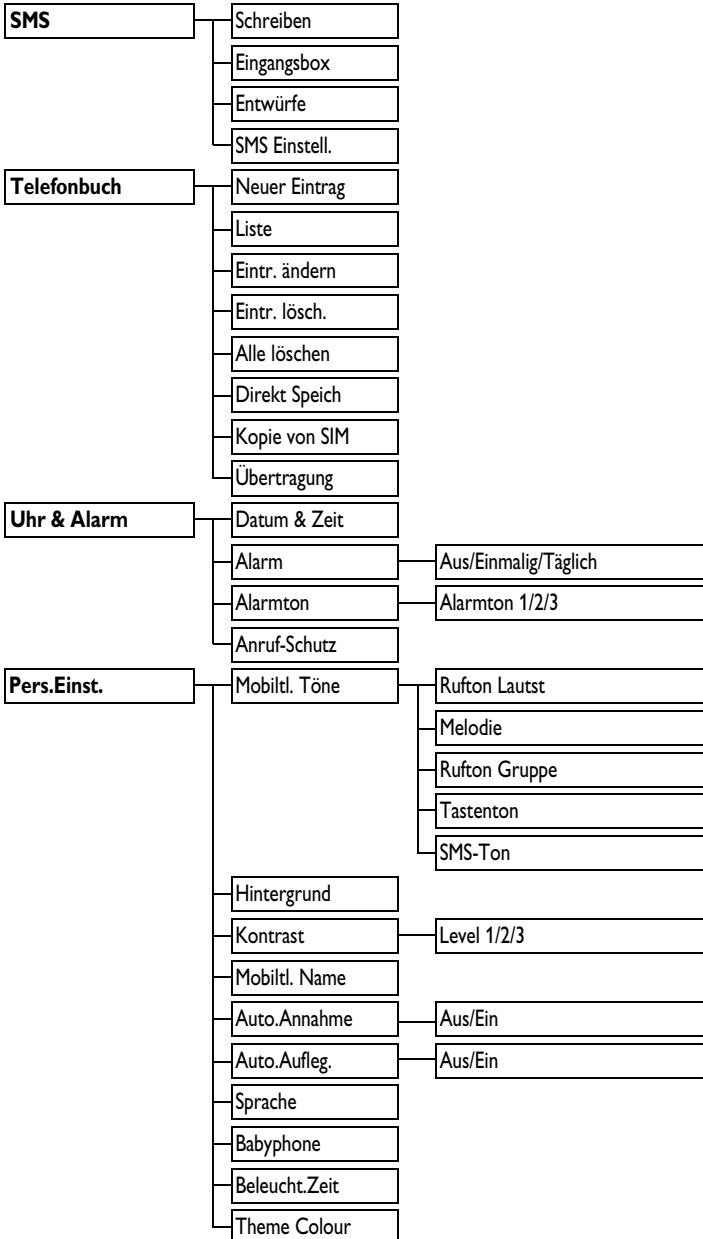 SMS
Schreiben
Eingangsbox
Entwürfe
SMS Einstell.
Telefonbuch
Neuer Eintrag
Liste
Eintr. ändern
Eintr. lösch.
Alle löschen
Direkt Speich
Kopie von SIM
Übertragung
Uhr & Alarm
Datum & Zeit
Alarm
Aus/Einmalig/Täglich
Alarmton
Alarmton 1/2/3
Anruf-Schutz
Pers.Einst.
Mobiltl. Töne
Rufton Lautst
Melodie
Rufton Gruppe
Tastenton
SMS-Ton
Hintergrund
Kontrast
Level 1/2/3
Mobiltl. Name
Auto.Annahme
Aus/Ein
Auto.Aufleg.
Aus/Ein
Sprache
Babyphone
Beleucht.Zeit
Theme Colour